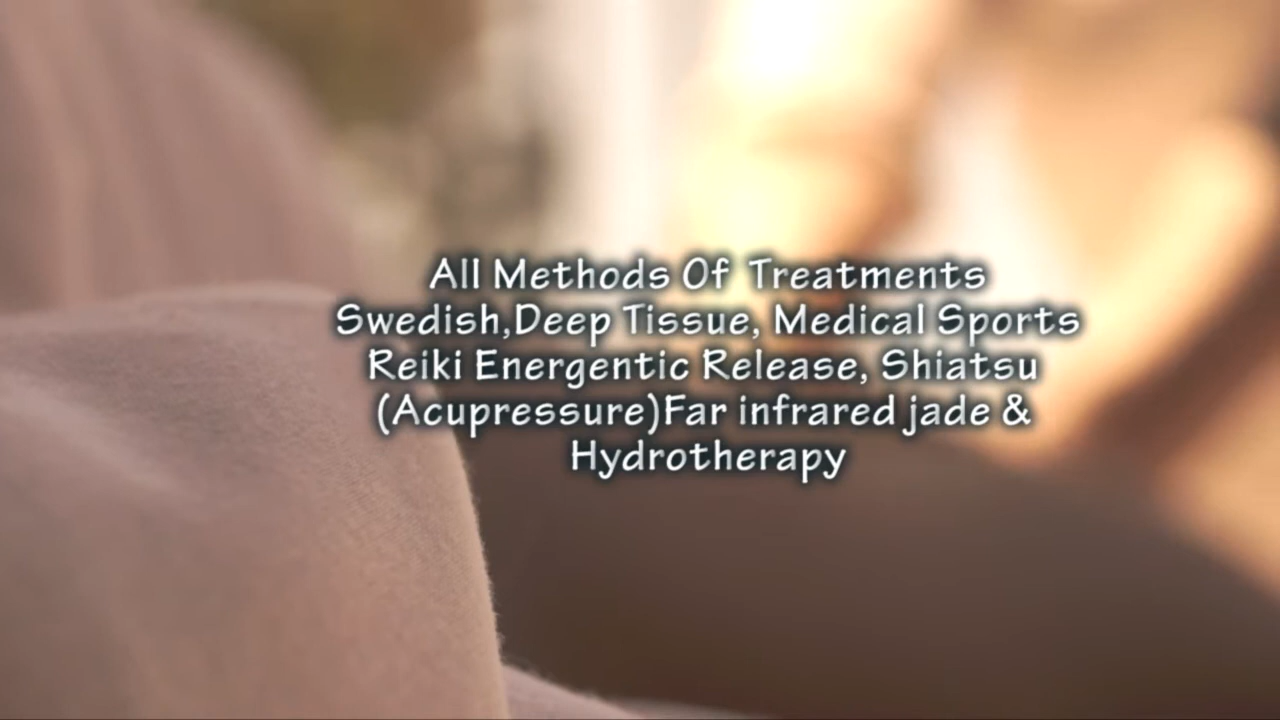 All Methods Of Treatments
Swedish,Deep Tissue, Medical Sports
Reiki Energentic Release, Shiatsu
(Acupressure)Far infrared jade &
Hydrotherapy